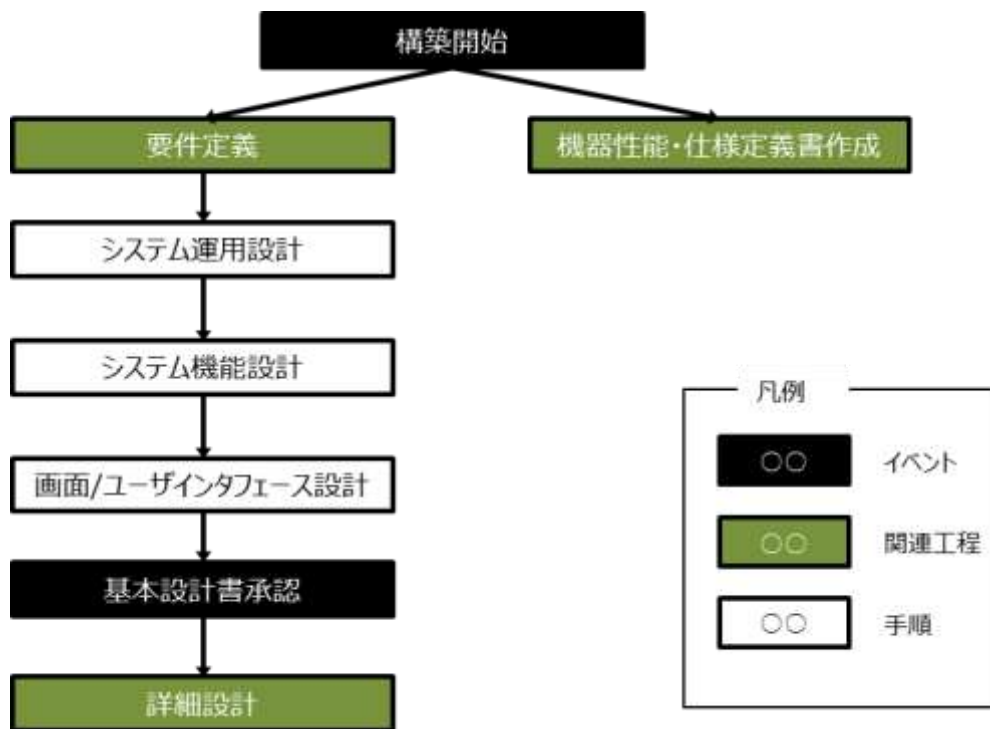 構築開始
要件定義
機器性能・仕様定義書作成
システム運用設計
システム機能設計
画面/ユーザインタフェース設計
基本設計書承認
詳細設計
凡例
○○
イベント
○○
関連工程
○○
手順